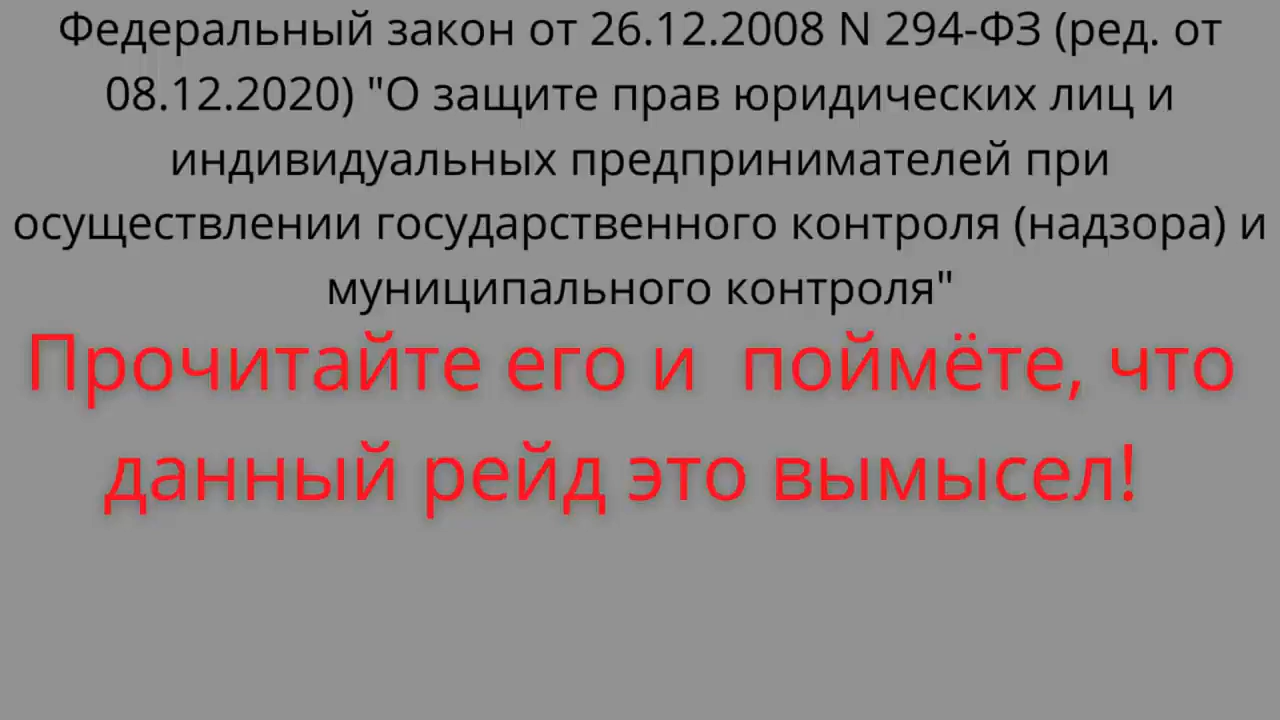 Федеральный закон от 26.12.2008 N 294-ФЗ (ред. от
08.12.2020) "О защите прав юридических лиц и
индивидуальных предпринимателей при
осуществлении государственного контроля (надзора) и
муниципального контроля"
Прочитайте его и поймёте, что
данный рейд это вымысел!